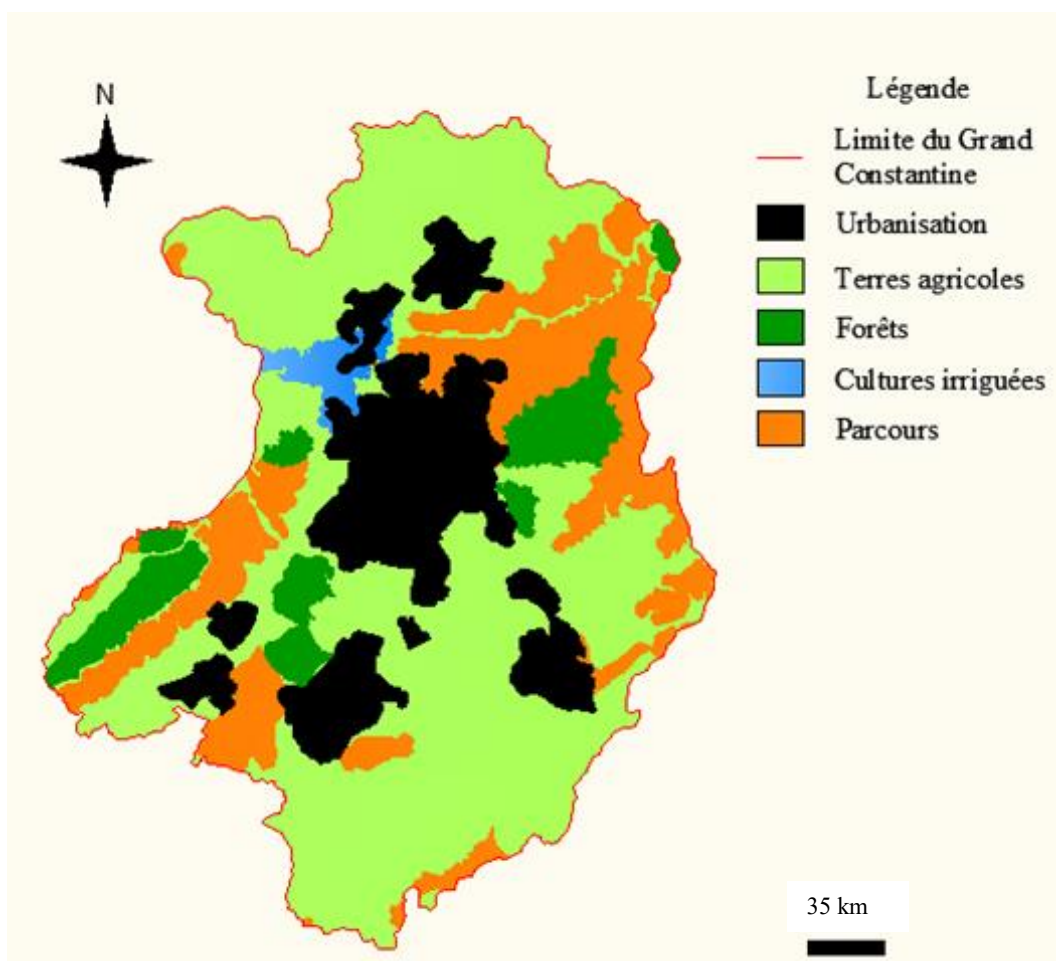 N
Légende
Limite du Grand
Constantine
Urbanisation
Terres agricoles
Forêts
Cultures irriguées
Parcours
35 km